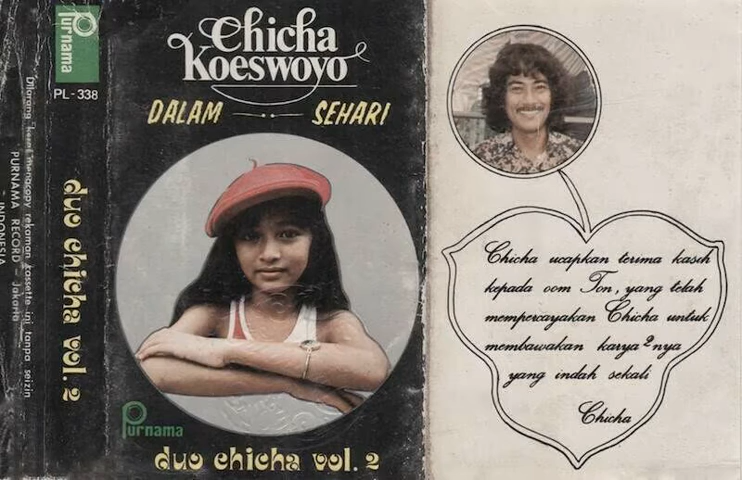 Purnama
PL-338
duo chicha vol. 2
Dilarang keras mengcopy rekaman cassette ini tanpa seizin
PURNAMA RECORD - Jakarta
- INDONESIA
Chicha
Koeswoyo
DALAM ---··--- SEHARI
Purnama
duo chicha vol. 2
Chicha ucapkan terima kasih
kepada oom Ton, yang telah
mempercayakan Chicha untuk
membawakan karya²nya
yang indah sekali
Chicha